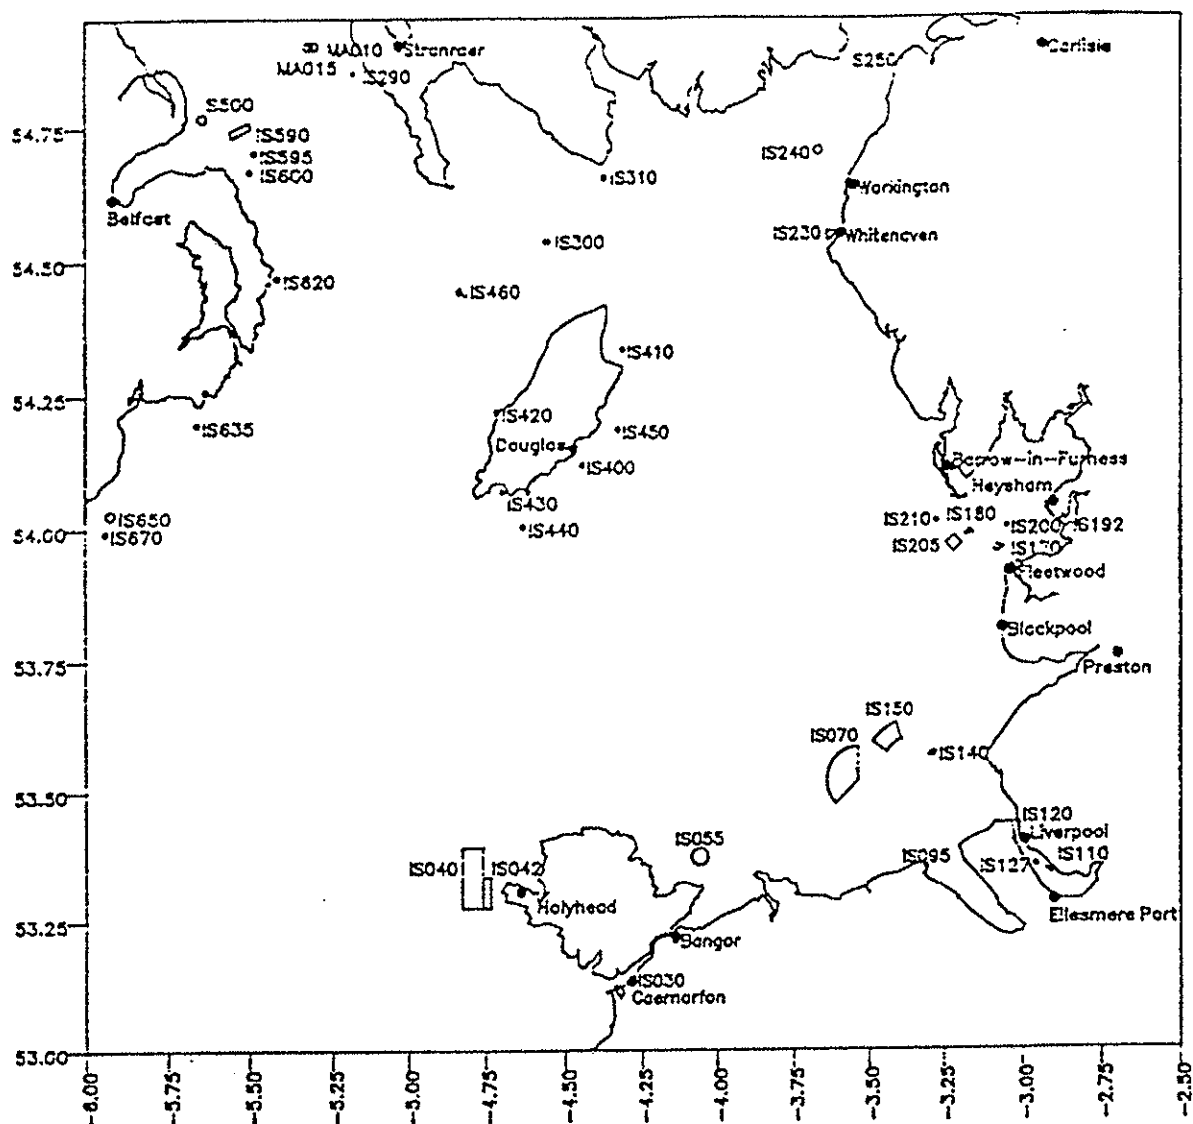 MA010
Stranraer
Carlisle
MA015
IS290
IS250
IS500
54.75
IS590
IS595
IS240
IS600
IS310
Workington
Belfast
IS230
Whitehaven
IS300
54.50
IS620
IS460
IS410
54.25
IS420
IS635
IS450
Douglas
IS400
Barrow-in-Furness
Heysham
IS430
IS210
IS180
IS650
IS200
IS192
54.00
IS670
IS440
IS205
IS170
Fleetwood
Blackpool
53.75
Preston
IS150
IS070
IS140
53.50
IS120
Liverpool
IS055
IS040
IS042
IS095
IS127
IS110
Holyhead
Ellesmere Port
53.25
Bangor
IS030
Caernarfon
53.00
-6.00
-5.75
-5.50
-5.25
-5.00
-4.75
-4.50
-4.25
-4.00
-3.75
-3.50
-3.25
-3.00
-2.75
-2.50